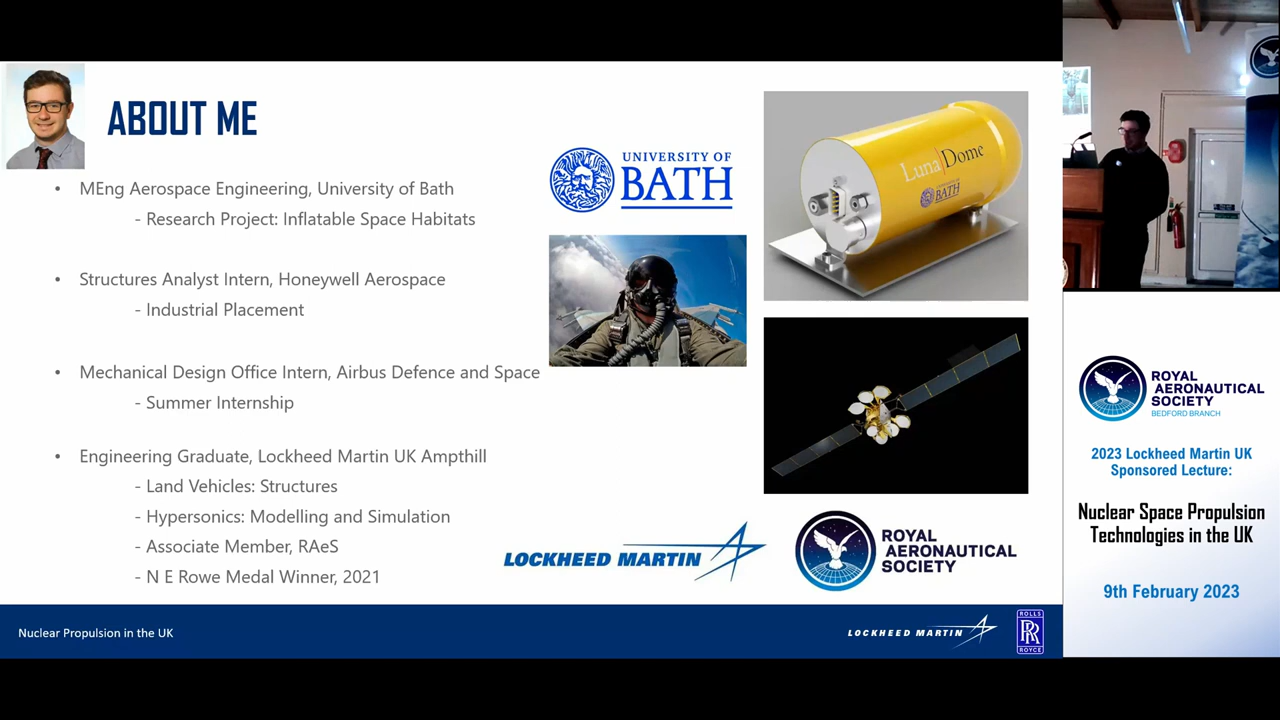 ABOUT ME
• MEng Aerospace Engineering, University of Bath
- Research Project: Inflatable Space Habitats
• Structures Analyst Intern, Honeywell Aerospace
- Industrial Placement
• Mechanical Design Office Intern, Airbus Defence and Space
- Summer Internship
• Engineering Graduate, Lockheed Martin UK Ampthill
- Land Vehicles: Structures
- Hypersonics: Modelling and Simulation
- Associate Member, RAeS
- N E Rowe Medal Winner, 2021
UNIVERSITY OF
BATH
Luna|Dome
UNIVERSITY OF
BATH
LOCKHEED MARTIN
ROYAL
AERONAUTICAL
SOCIETY
Nuclear Propulsion in the UK
LOCKHEED MARTIN
ROLLS
RR
ROYCE
ROYAL
AERONAUTICAL
SOCIETY
BEDFORD BRANCH
2023 Lockheed Martin UK
Sponsored Lecture:
Nuclear Space Propulsion
Technologies in the UK
9th February 2023